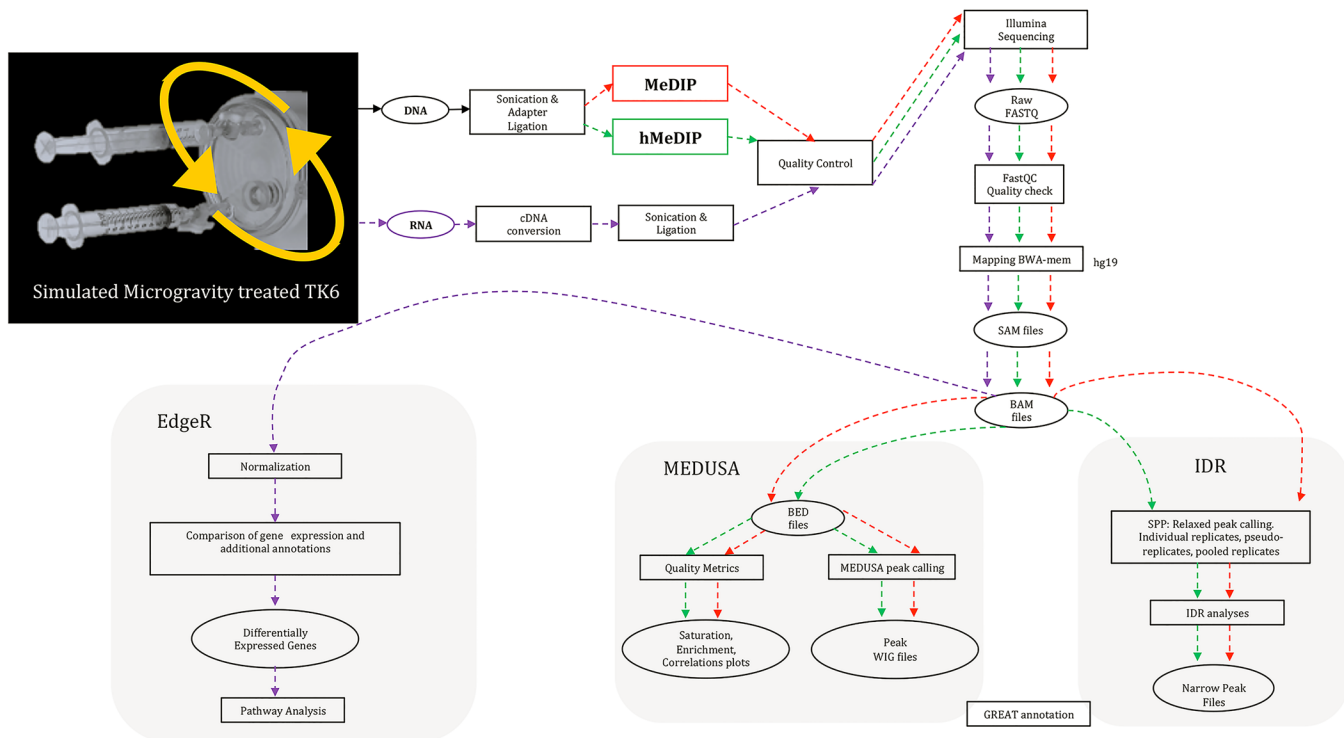 Simulated Microgravity treated TK6
DNA
Sonication &
Adapter
Ligation
MeDIP
hMeDIP
Quality Control
RNA
cDNA
conversion
Sonication &
Ligation
Illumina
Sequencing
Raw
FASTQ
FastQC
Quality check
Mapping BWA-mem
hg19
SAM files
BAM
files
EdgeR
Normalization
Comparison of gene expression and
additional annotations
Differentially
Expressed Genes
Pathway Analysis
MEDUSA
BED
files
Quality Metrics
MEDUSA peak calling
Saturation,
Enrichment,
Correlations plots
Peak
WIG files
IDR
SPP: Relaxed peak calling.
Individual replicates, pseudo-
replicates, pooled replicates
IDR analyses
Narrow Peak
Files
GREAT annotation